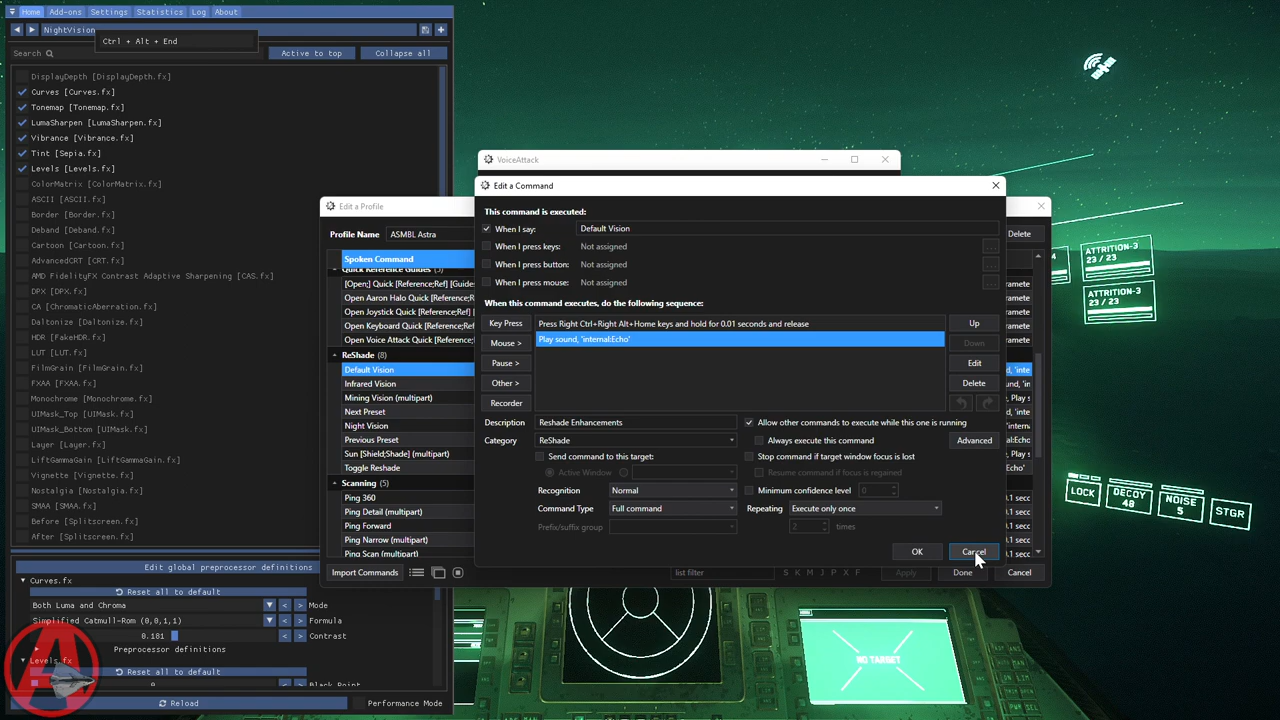 Home Add-ons Settings Statistics Log About
NightVision
Ctrl + Alt + End
Search
Active to top
Collapse all
DisplayDepth [DisplayDepth.fx]
Curves [Curves.fx]
Tonemap [Tonemap.fx]
LumaSharpen [LumaSharpen.fx]
Vibrance [Vibrance.fx]
Tint [Sepia.fx]
Levels [Levels.fx]
ColorMatrix [ColorMatrix.fx]
ASCII [ASCII.fx]
Border [Border.fx]
Deband [Deband.fx]
Cartoon [Cartoon.fx]
AdvancedCRT [CRT.fx]
AMD FidelityFX Contrast Adaptive Sharpening [CAS.fx]
DPX [DPX.fx]
CA [ChromaticAberration.fx]
Daltonize [Daltonize.fx]
HDR [FakeHDR.fx]
LUT [LUT.fx]
FilmGrain [FilmGrain.fx]
FXAA [FXAA.fx]
Monochrome [Monochrome.fx]
UIMask_Top [UIMask.fx]
UIMask_Bottom [UIMask.fx]
Layer [Layer.fx]
LiftGammaGain [LiftGammaGain.fx]
Vignette [Vignette.fx]
Nostalgia [Nostalgia.fx]
SMAA [SMAA.fx]
Before [Splitscreen.fx]
After [Splitscreen.fx]
Edit global preprocessor definitions
Curves.fx
Reset all to default
Both Luma and Chroma < > Mode
Simplified Catmull-Rom (0,0,1,1) < > Formula
0.181 < > Contrast
Preprocessor definitions
Levels.fx
Reset all to default
Black Point
Reload
Performance Mode
VoiceAttack
Edit a Profile
Profile Name ASMBL Astra
Delete
Spoken Command
Quick Reference Guides
[Open;] Quick [Reference;Ref] [Guides
Open Aaron Halo Quick [Reference;R
Open Joystick Quick [Reference;Ref
Open Keyboard Quick [Reference;Re
Open Voice Attack Quick [Reference;
ReShade (8)
Default Vision
Infrared Vision
Mining Vision (multipart)
Next Preset
Night Vision
Previous Preset
Sun [Shield;Shade] (multipart)
Toggle Reshade
Scanning (5)
Ping 360
Ping Detail (multipart)
Ping Forward
Ping Narrow (multipart)
Ping Scan (multipart)
Import Commands
list filter
S K M J P X F
Apply
Done
Cancel
Edit a Command
This command is executed:
When I say: Default Vision
When I press keys: Not assigned
When I press button: Not assigned
When I press mouse: Not assigned
When this command executes, do the following sequence:
Key Press
Mouse >
Pause >
Other >
Recorder
Press Right Ctrl+Right Alt+Home keys and hold for 0.01 seconds and release
Play sound, 'internal:Echo'
Up
Down
Edit
Delete
Description Reshade Enhancements
Category ReShade
Allow other commands to execute while this one is running
Always execute this command
Advanced
Send command to this target:
Active Window
Stop command if target window focus is lost
Resume command if focus is regained
Recognition Normal
Minimum confidence level 0
Command Type Full command
Repeating Execute only once
Prefix/suffix group
2 times
OK
Cancel
ATTRITION-3
23 / 23
ATTRITION-3
23 / 23
LOCK
DECOY
48
NOISE
5
STGR
NO TARGET